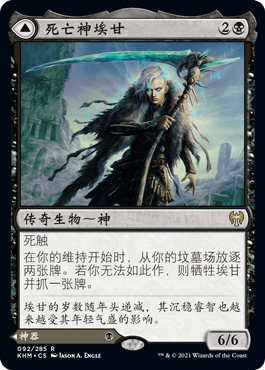 死亡神埃甘 2
传奇生物～神
死触
在你的维持开始时，从你的坟墓场放逐
两张牌。若你无法如此作，则牺牲埃甘
并抓一张牌。
埃甘的岁数随年头递减，其沉稳睿智也越
来越受其年轻气盛的影响。
神器
6/6
092/285 R
KHM • CS Jason A. Engle
™ & © 2021 Wizards of the Coast